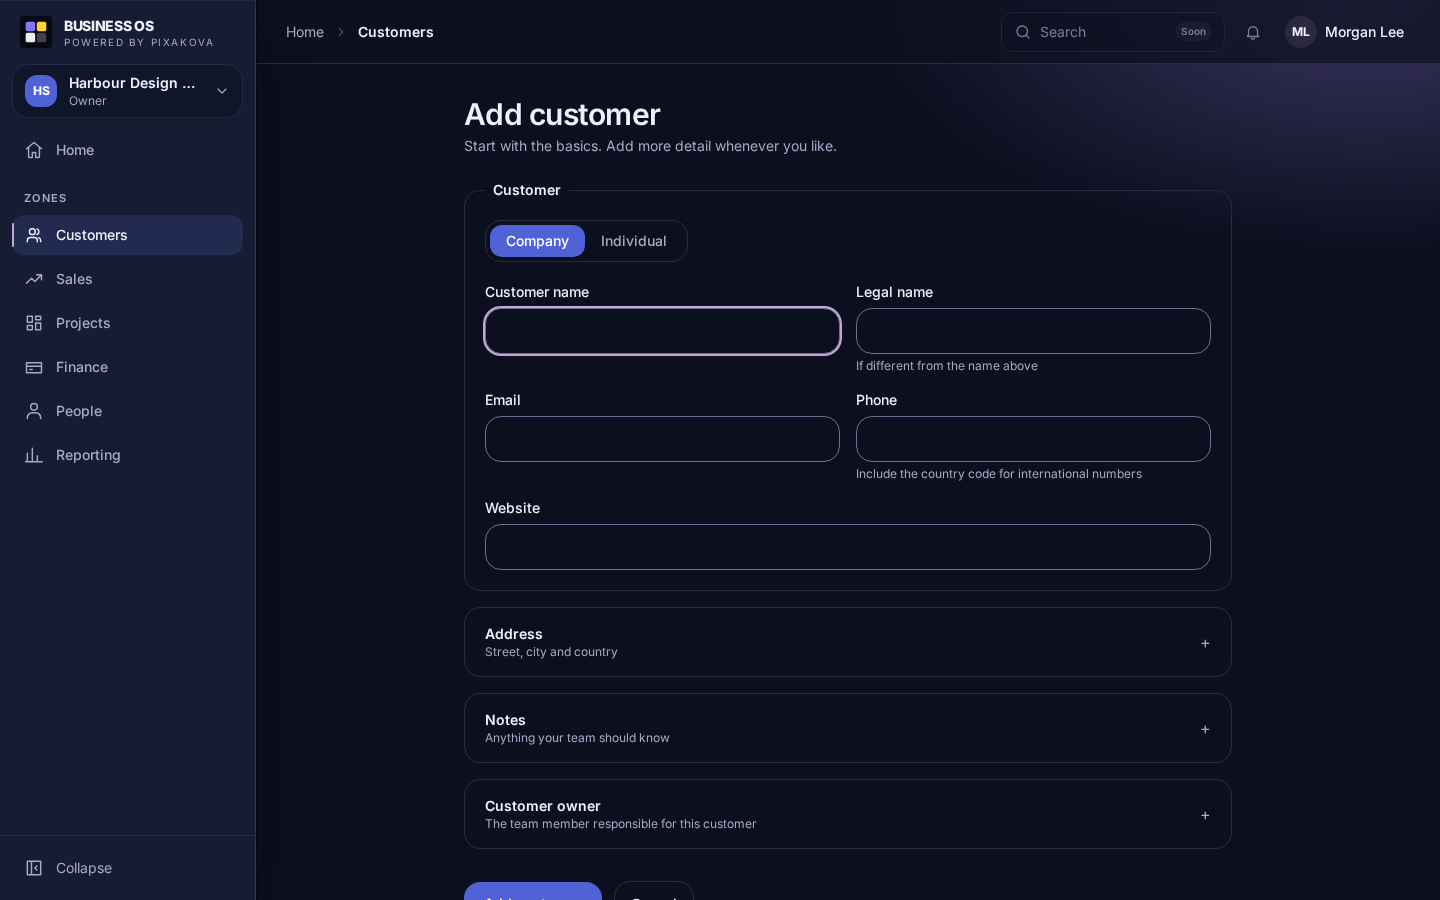 BUSINESS OS
POWERED BY PIXAKOVA
HS
Harbour Design ...
Owner
Home
ZONES
Customers
Sales
Projects
Finance
People
Reporting
Collapse
Home > Customers
Search
Soon
ML
Morgan Lee
Add customer
Start with the basics. Add more detail whenever you like.
Customer
Company Individual
Customer name
Legal name
If different from the name above
Email
Phone
Include the country code for international numbers
Website
Address
Street, city and country
+
Notes
Anything your team should know
+
Customer owner
The team member responsible for this customer
+